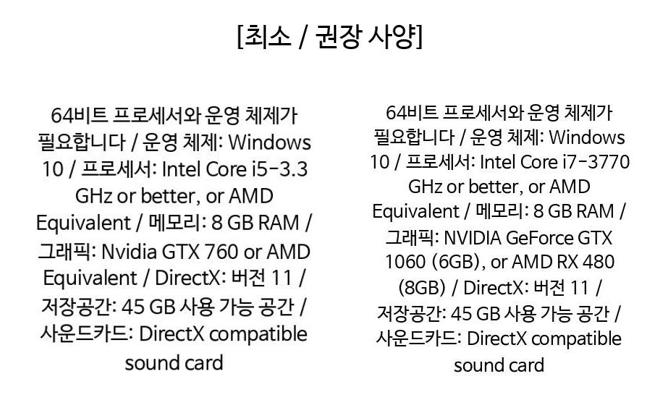 [최소 / 권장 사양]
64비트 프로세서와 운영 체제가
필요합니다 / 운영 체제: Windows
10 / 프로세서: Intel Core i5-3.3
GHz or better, or AMD
Equivalent / 메모리: 8 GB RAM /
그래픽: Nvidia GTX 760 or AMD
Equivalent / DirectX: 버전 11 /
저장공간: 45 GB 사용 가능 공간 /
사운드카드: DirectX compatible
sound card
64비트 프로세서와 운영 체제가
필요합니다 / 운영 체제: Windows
10 / 프로세서: Intel Core i7-3770
GHz or better, or AMD
Equivalent / 메모리: 8 GB RAM /
그래픽: NVIDIA GeForce GTX
1060 (6GB), or AMD RX 480
(8GB) / DirectX: 버전 11 /
저장공간: 45 GB 사용 가능 공간 /
사운드카드: DirectX compatible
sound card